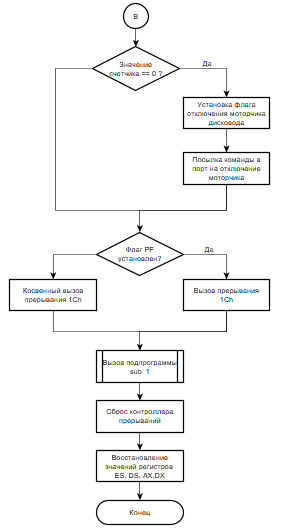 В
Значение
счетчика == 0 ?
Да
Установка флага
отключения моторчика
дисковода
Посылка команды в
порт на отключение
моторчика
Флаг PF
установлен?
Да
Косвенный вызов
прерывания 1Ch
Вызов прерывания
1Ch
Вызов подпрограммы
sub_1
Сброс контроллера
прерываний
Восстановление
значений регистров
ES, DS, AX,DX
Конец